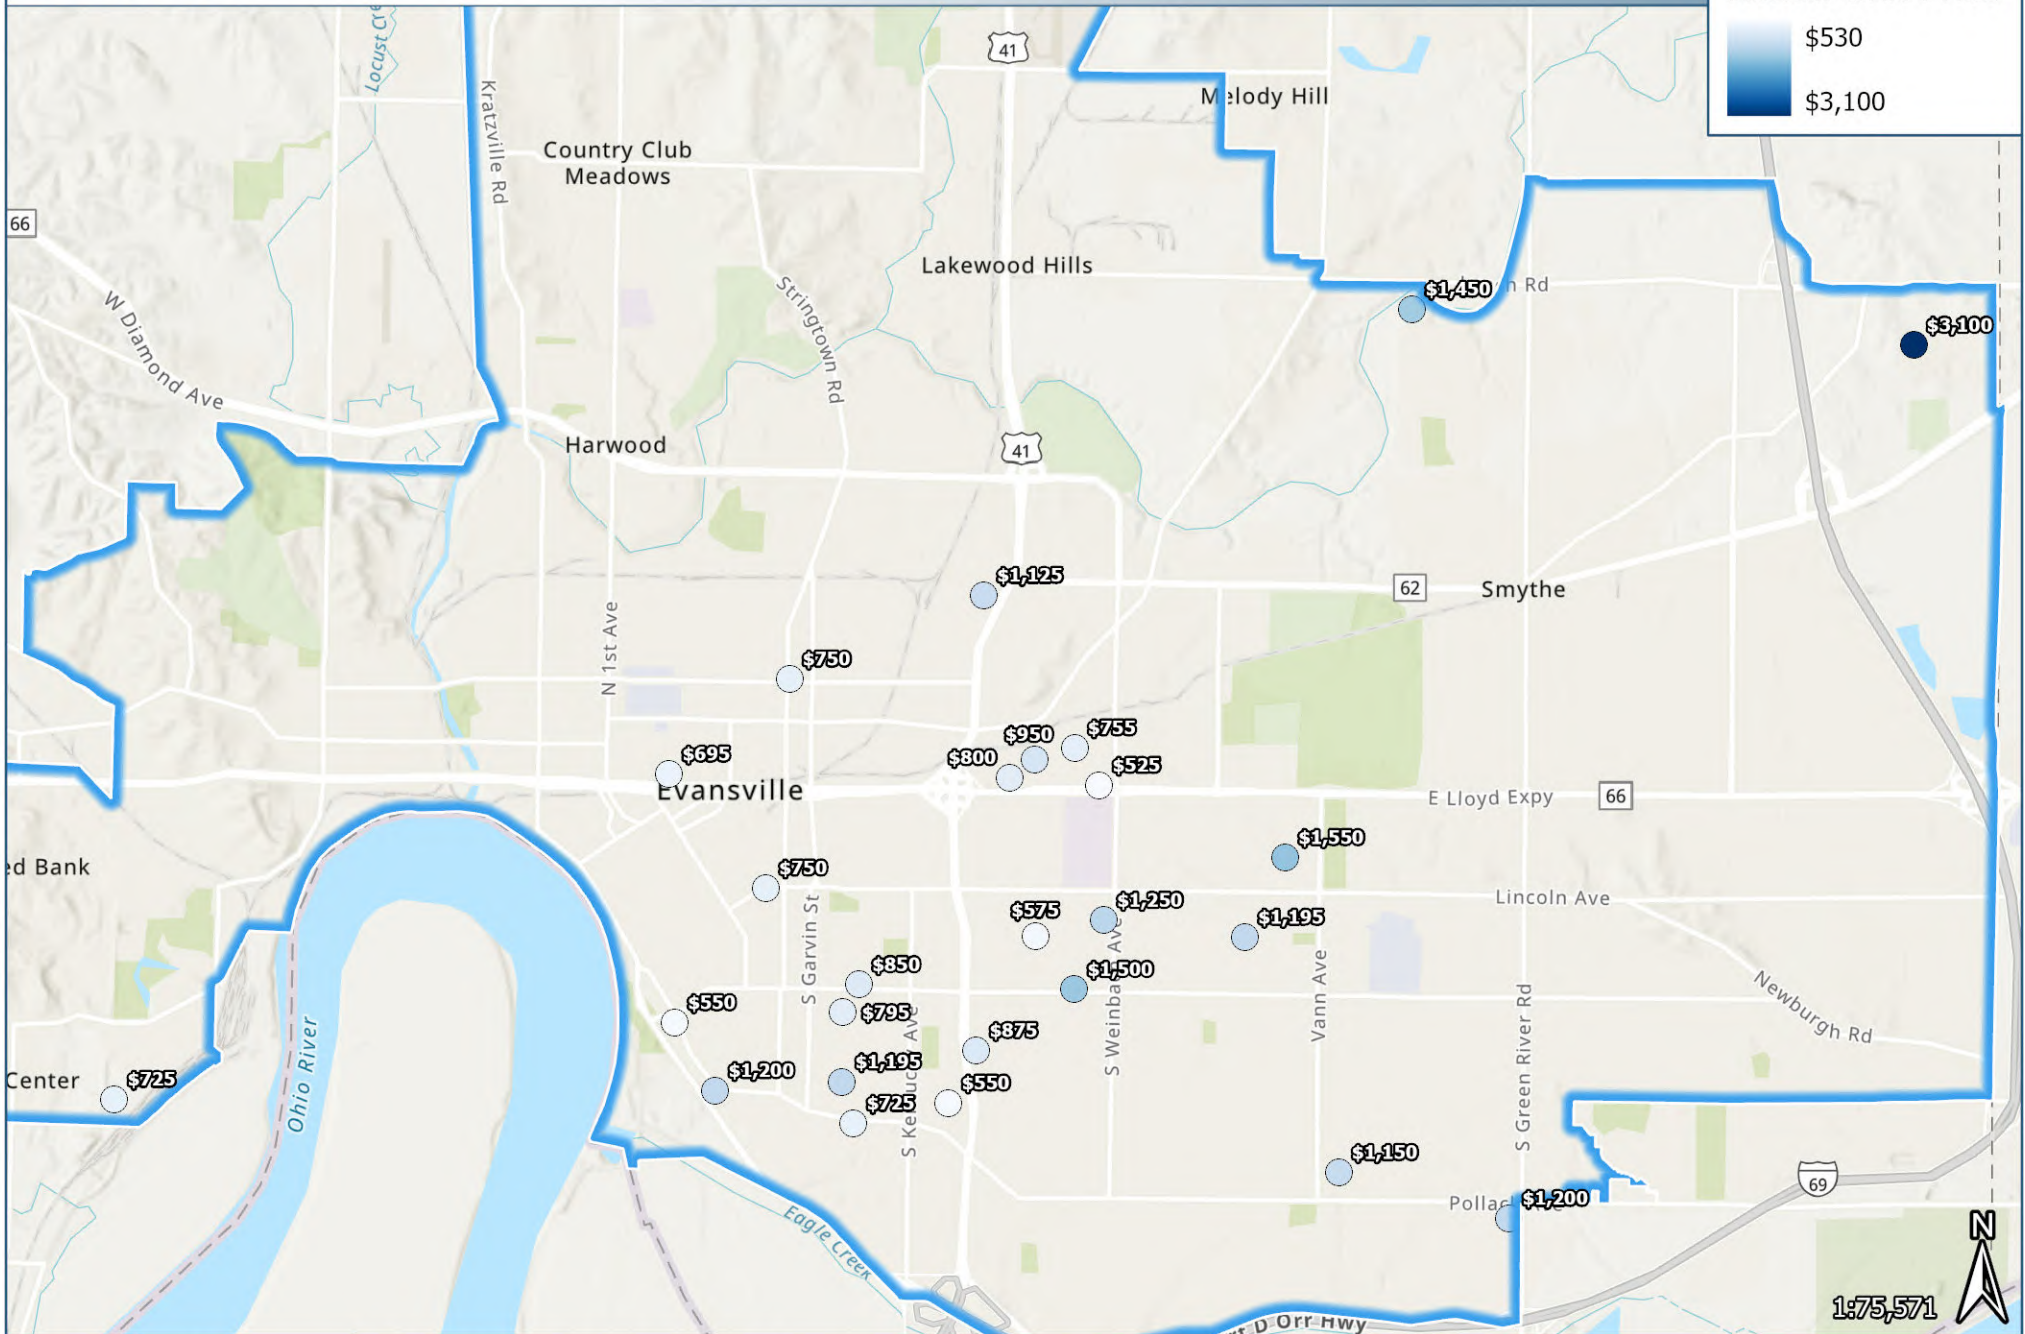 $530
$3,100
41
Melody Hill
Kratzville Rd
Country Club
Meadows
66
Lakewood Hills
$1,450
Rd
$3,100
W Diamond Ave
Stringtown Rd
Harwood
41
$1,125
62
Smythe
N 1st Ave
$750
$950
$755
$800
$695
$525
Evansville
E Lloyd Expy
66
$1,550
Bank
$750
Lincoln Ave
$575
$1,250
$1,195
S Garvin St
$850
$1,500
Vann Ave
Newburgh Rd
$550
$795
$875
S Green River Rd
Ohio River
Center
$725
$1,200
$1,195
$550
$725
$1,150
69
$1,200
Eagle Creek
N
1:75,571
D Orr Hwy